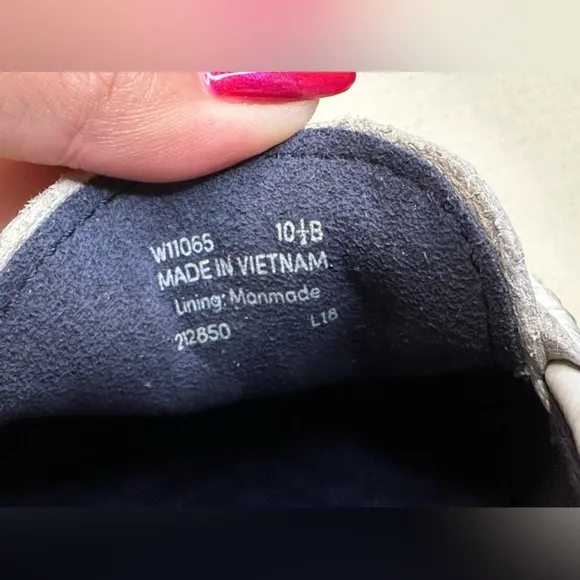 W11065 10½B
MADE IN VIETNAM
Lining: Manmade
212850 L18